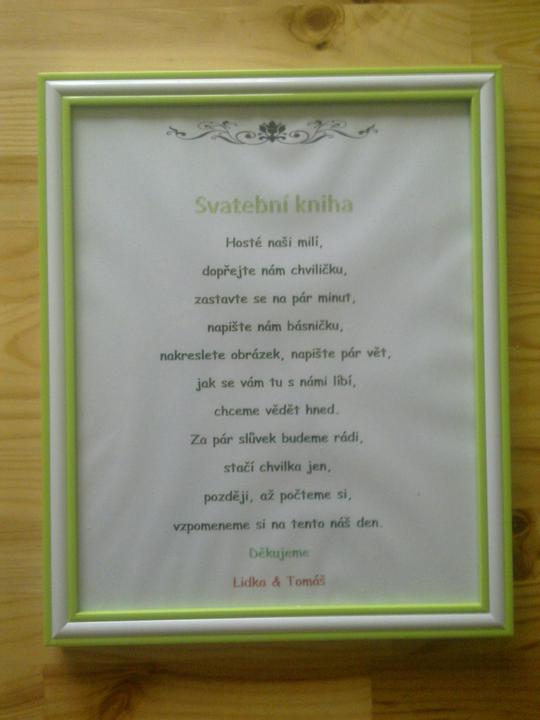 Svatební kniha
Hosté naši milí,
dopřejte nám chviličku,
zastavte se na pár minut,
napište nám básničku,
nakreslete obrázek, napište pár vět,
jak se vám tu s námi líbí,
chceme vědět hned.
Za pár slůvek budeme rádi,
stačí chvilka jen,
později, až počteme si,
vzpomeneme si na tento náš den.
Děkujeme
Lidka & Tomáš